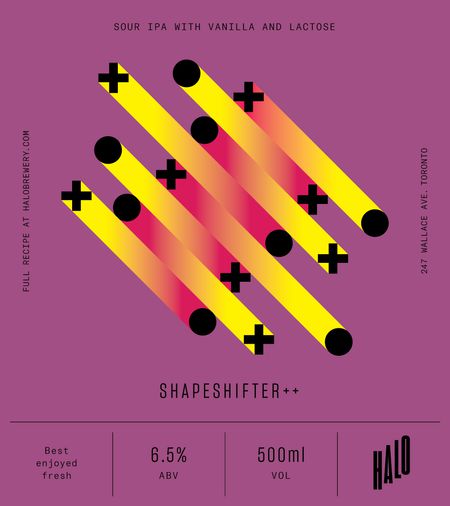 SOUR IPA WITH VANILLA AND LACTOSE
FULL RECIPE AT HALOBREWERY.COM
247 WALLACE AVE. TORONTO
SHAPESHIFTER++
Best
enjoyed
fresh
6.5%
ABV
500ml
VOL
HALO